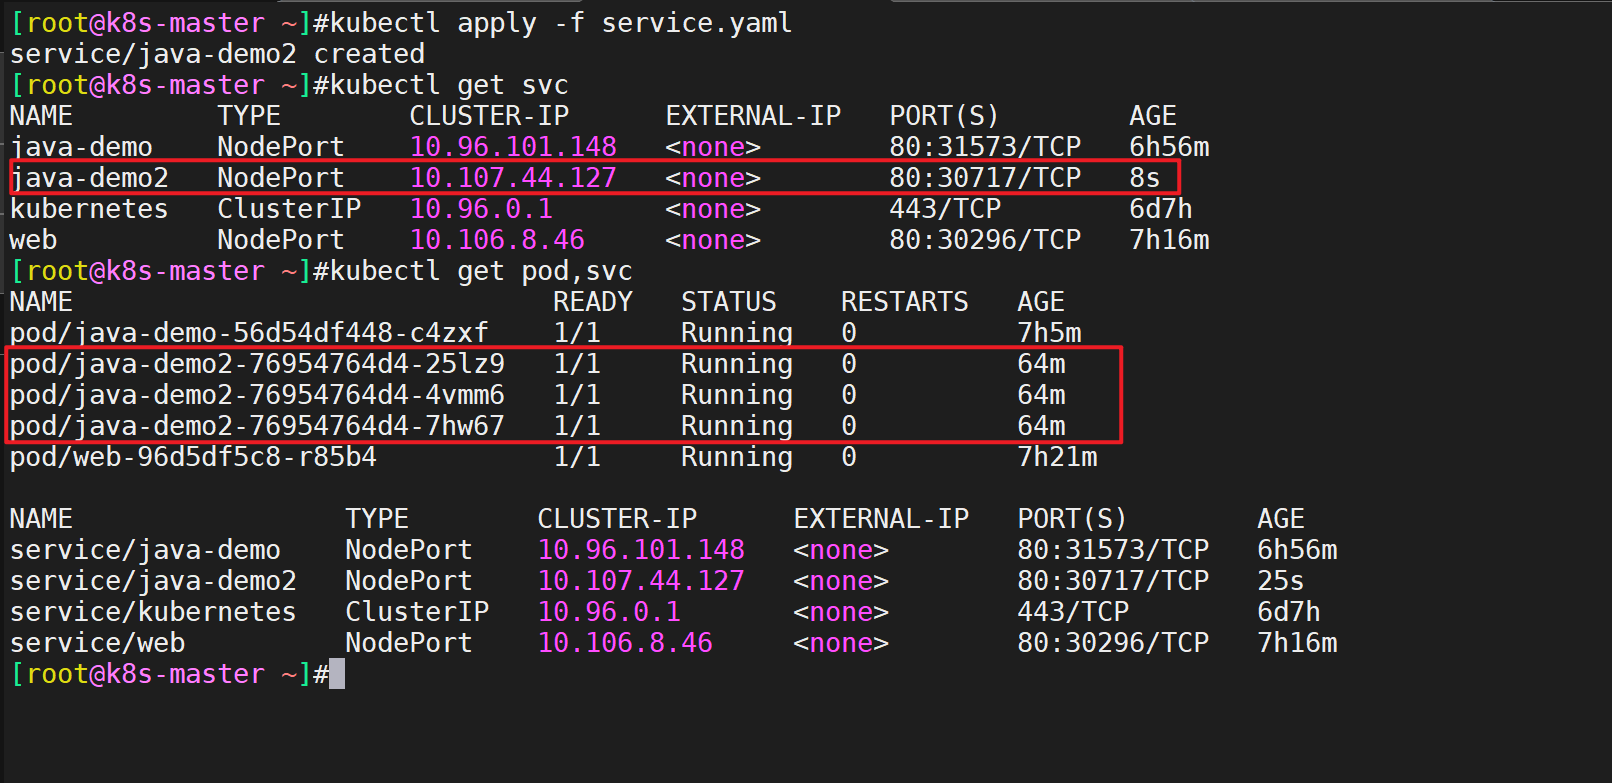 [root@k8s-master ~]#kubectl apply -f service.yaml
service/java-demo2 created
[root@k8s-master ~]#kubectl get svc
NAME         TYPE        CLUSTER-IP      EXTERNAL-IP   PORT(S)        AGE
java-demo    NodePort    10.96.101.148   <none>        80:31573/TCP   6h56m
java-demo2   NodePort    10.107.44.127   <none>        80:30717/TCP   8s
kubernetes   ClusterIP   10.96.0.1       <none>        443/TCP        6d7h
web          NodePort    10.106.8.46     <none>        80:30296/TCP   7h16m
[root@k8s-master ~]#kubectl get pod,svc
NAME                              READY   STATUS    RESTARTS   AGE
pod/java-demo-56d54df448-c4zxf    1/1     Running   0          7h5m
pod/java-demo2-76954764d4-25lz9   1/1     Running   0          64m
pod/java-demo2-76954764d4-4vmm6   1/1     Running   0          64m
pod/java-demo2-76954764d4-7hw67   1/1     Running   0          64m
pod/web-96d5df5c8-r85b4           1/1     Running   0          7h21m

NAME                 TYPE        CLUSTER-IP      EXTERNAL-IP   PORT(S)        AGE
service/java-demo    NodePort    10.96.101.148   <none>        80:31573/TCP   6h56m
service/java-demo2   NodePort    10.107.44.127   <none>        80:30717/TCP   25s
service/kubernetes   ClusterIP   10.96.0.1       <none>        443/TCP        6d7h
service/web          NodePort    10.106.8.46     <none>        80:30296/TCP   7h16m
[root@k8s-master ~]#